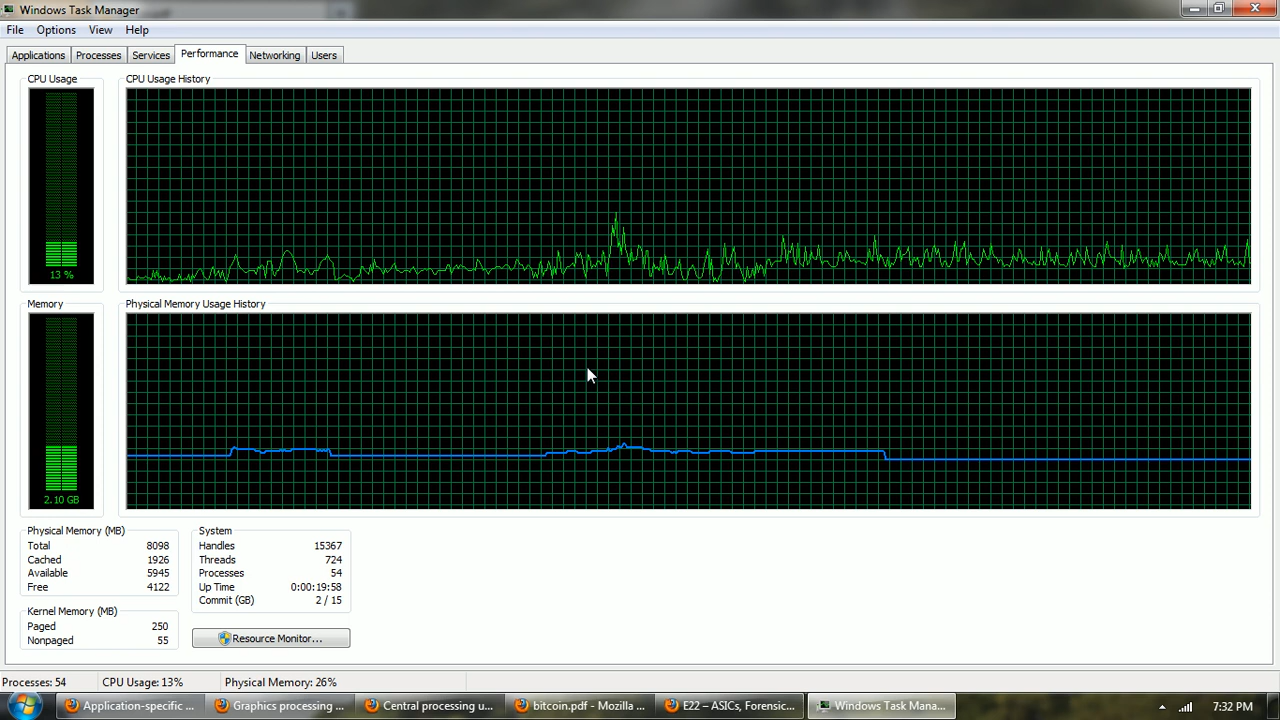 Windows Task Manager
File Options View Help
Applications Processes Services Performance Networking Users
CPU Usage CPU Usage History
13 %
Memory Physical Memory Usage History
2.10 GB
Physical Memory (MB)
Total 8098
Cached 1926
Available 5945
Free 4122
Kernel Memory (MB)
Paged 250
Nonpaged 55
System
Handles 15367
Threads 724
Processes 54
Up Time 0:00:19:58
Commit (GB) 2 / 15
Resource Monitor...
Processes: 54 CPU Usage: 13% Physical Memory: 26%
Application-specific ... Graphics processing ... Central processing u... bitcoin.pdf - Mozilla ... E22 – ASICs, Forensic... Windows Task Mana... 7:32 PM